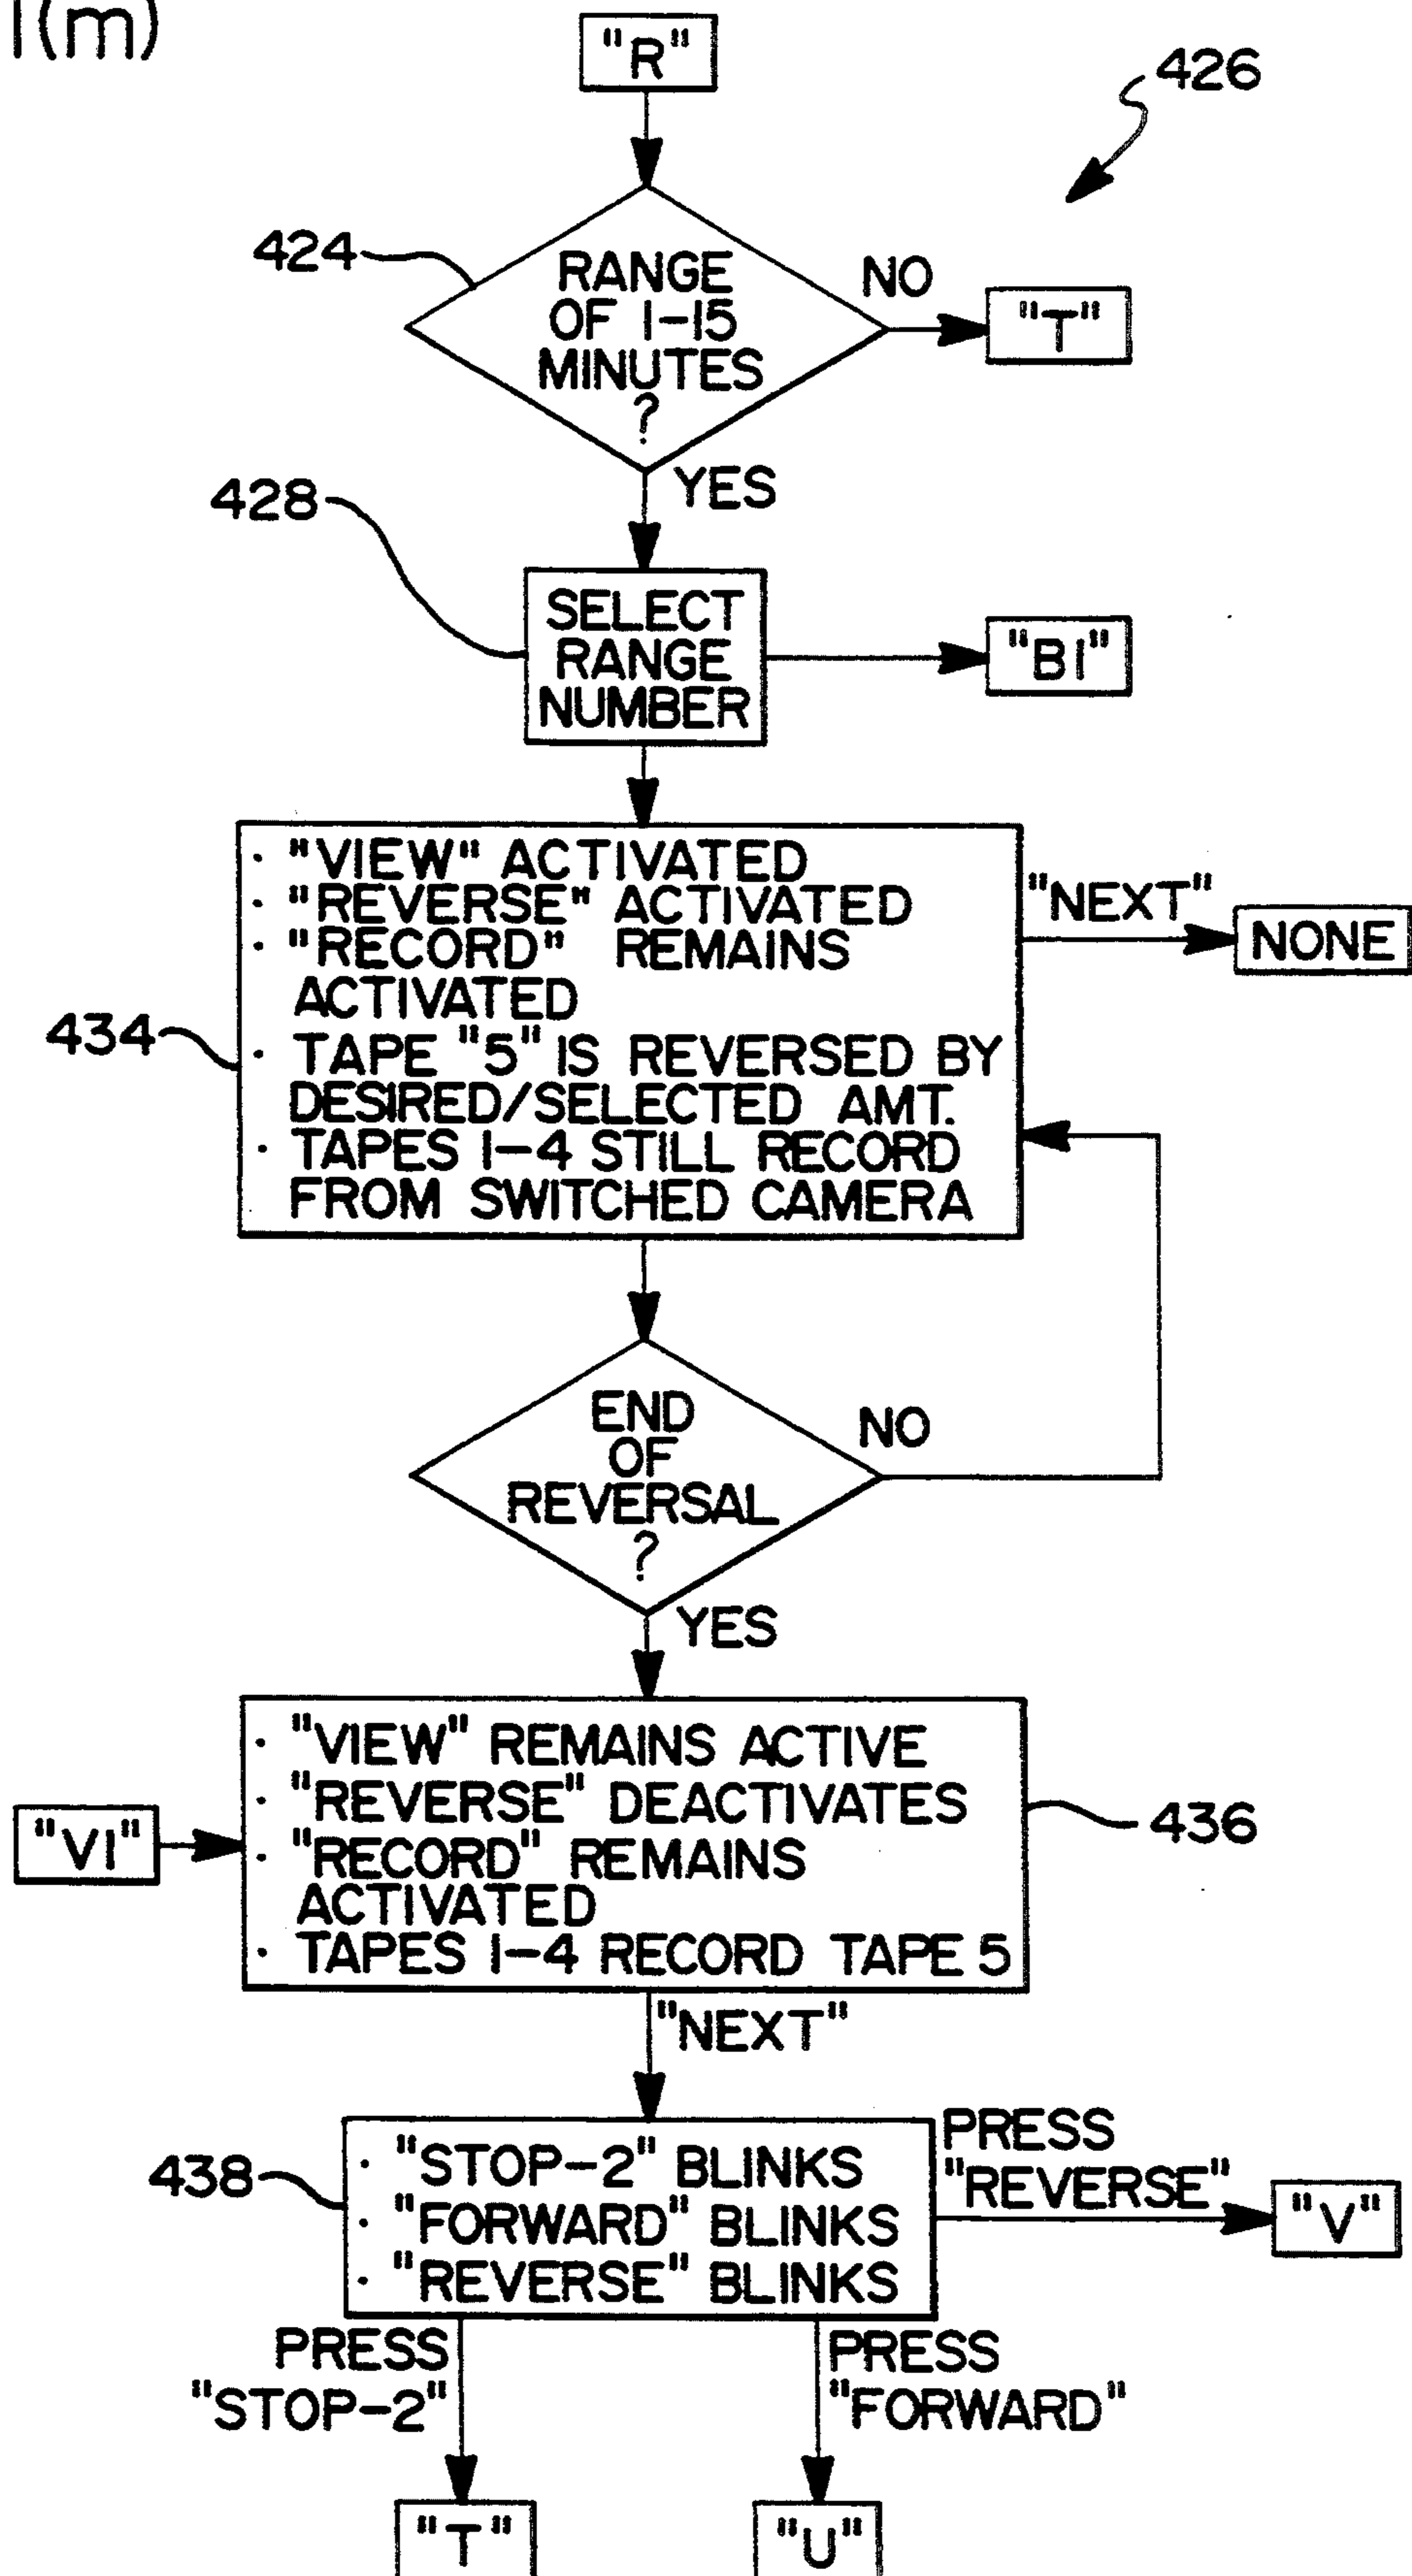 1(m)
"R"
426
424
RANGE
OF 1-15
MINUTES
?
NO
"T"
YES
428
SELECT
RANGE
NUMBER
"B1"
· "VIEW" ACTIVATED
· "REVERSE" ACTIVATED
· "RECORD" REMAINS
ACTIVATED
· TAPE "5" IS REVERSED BY
DESIRED/SELECTED AMT.
· TAPES 1-4 STILL RECORD
FROM SWITCHED CAMERA
"NEXT"
NONE
434
END
OF
REVERSAL
?
NO
YES
"V1"
· "VIEW" REMAINS ACTIVE
· "REVERSE" DEACTIVATES
· "RECORD" REMAINS
ACTIVATED
· TAPES 1-4 RECORD TAPE 5
436
"NEXT"
438
· "STOP-2" BLINKS
· "FORWARD" BLINKS
· "REVERSE" BLINKS
PRESS
"REVERSE"
"V"
PRESS
"STOP-2"
PRESS
"FORWARD"
"T"
"U"